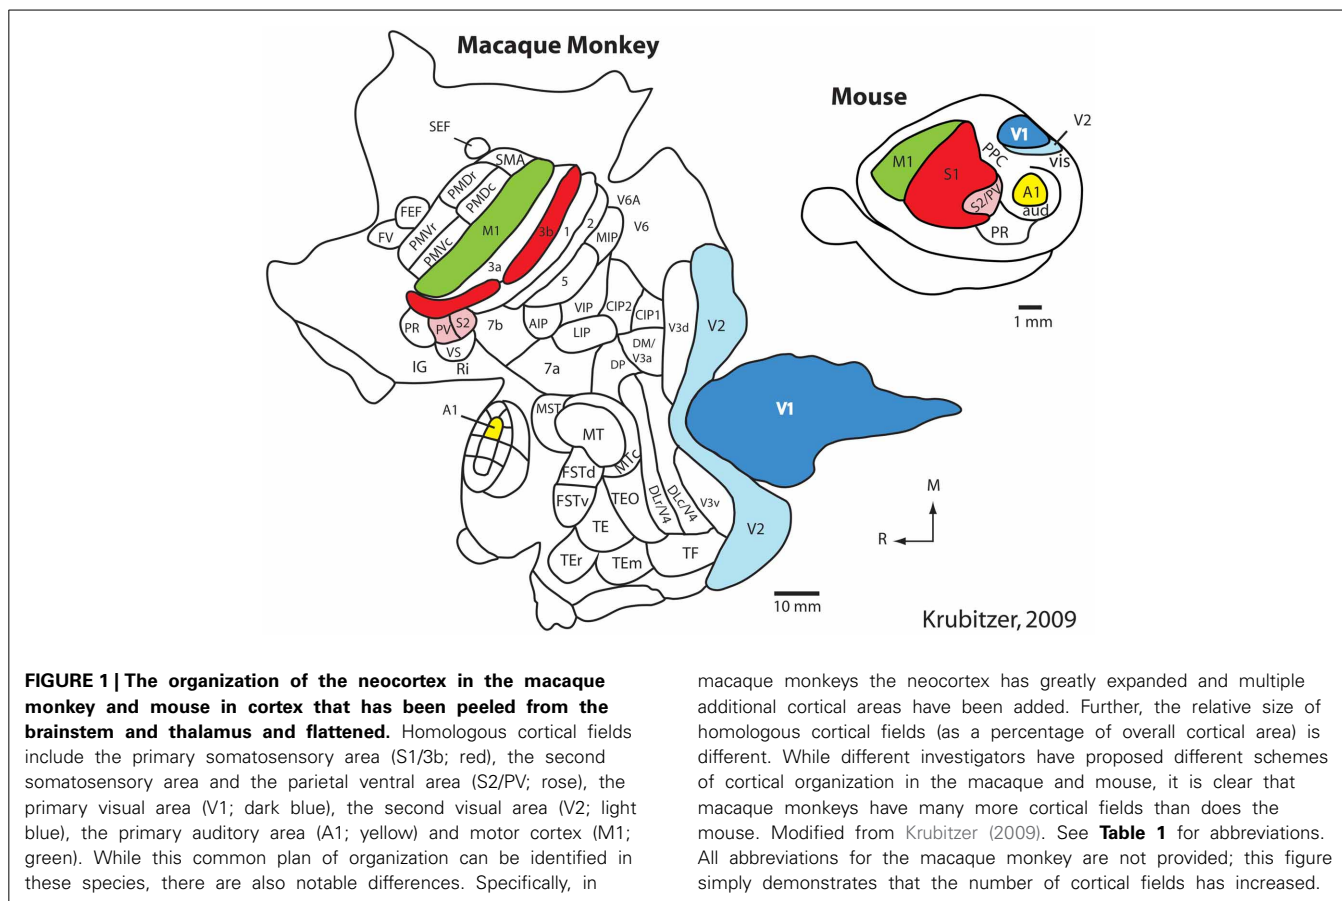 Macaque Monkey
Mouse
SEF
SMA
PMDr
PMDc
FEF
FV
PMVr
PMVc
M1
3a
3b
1
2
5
MIP
V6A
V6
PR
PV
S2
VS
7b
AIP
VIP
LIP
CIP2
CIP1
V3d
V2
DM/
V3a
DP
7a
IG
Ri
A1
MST
MT
MTc
FSTd
FSTv
TEO
TE
TEr
TEm
TF
DLr/V4
DLc/V4
V3v
V2
V1
M1
S1
S2/PV
PPC
PR
V1
V2
vis
A1
aud
1 mm
M
R
10 mm
Krubitzer, 2009
FIGURE 1 | The organization of the neocortex in the macaque
monkey and mouse in cortex that has been peeled from the
brainstem and thalamus and flattened. Homologous cortical fields
include the primary somatosensory area (S1/3b; red), the second
somatosensory area and the parietal ventral area (S2/PV; rose), the
primary visual area (V1; dark blue), the second visual area (V2; light
blue), the primary auditory area (A1; yellow) and motor cortex (M1;
green). While this common plan of organization can be identified in
these species, there are also notable differences. Specifically, in
macaque monkeys the neocortex has greatly expanded and multiple
additional cortical areas have been added. Further, the relative size of
homologous cortical fields (as a percentage of overall cortical area) is
different. While different investigators have proposed different schemes
of cortical organization in the macaque and mouse, it is clear that
macaque monkeys have many more cortical fields than does the
mouse. Modified from Krubitzer (2009). See Table 1 for abbreviations.
All abbreviations for the macaque monkey are not provided; this figure
simply demonstrates that the number of cortical fields has increased.